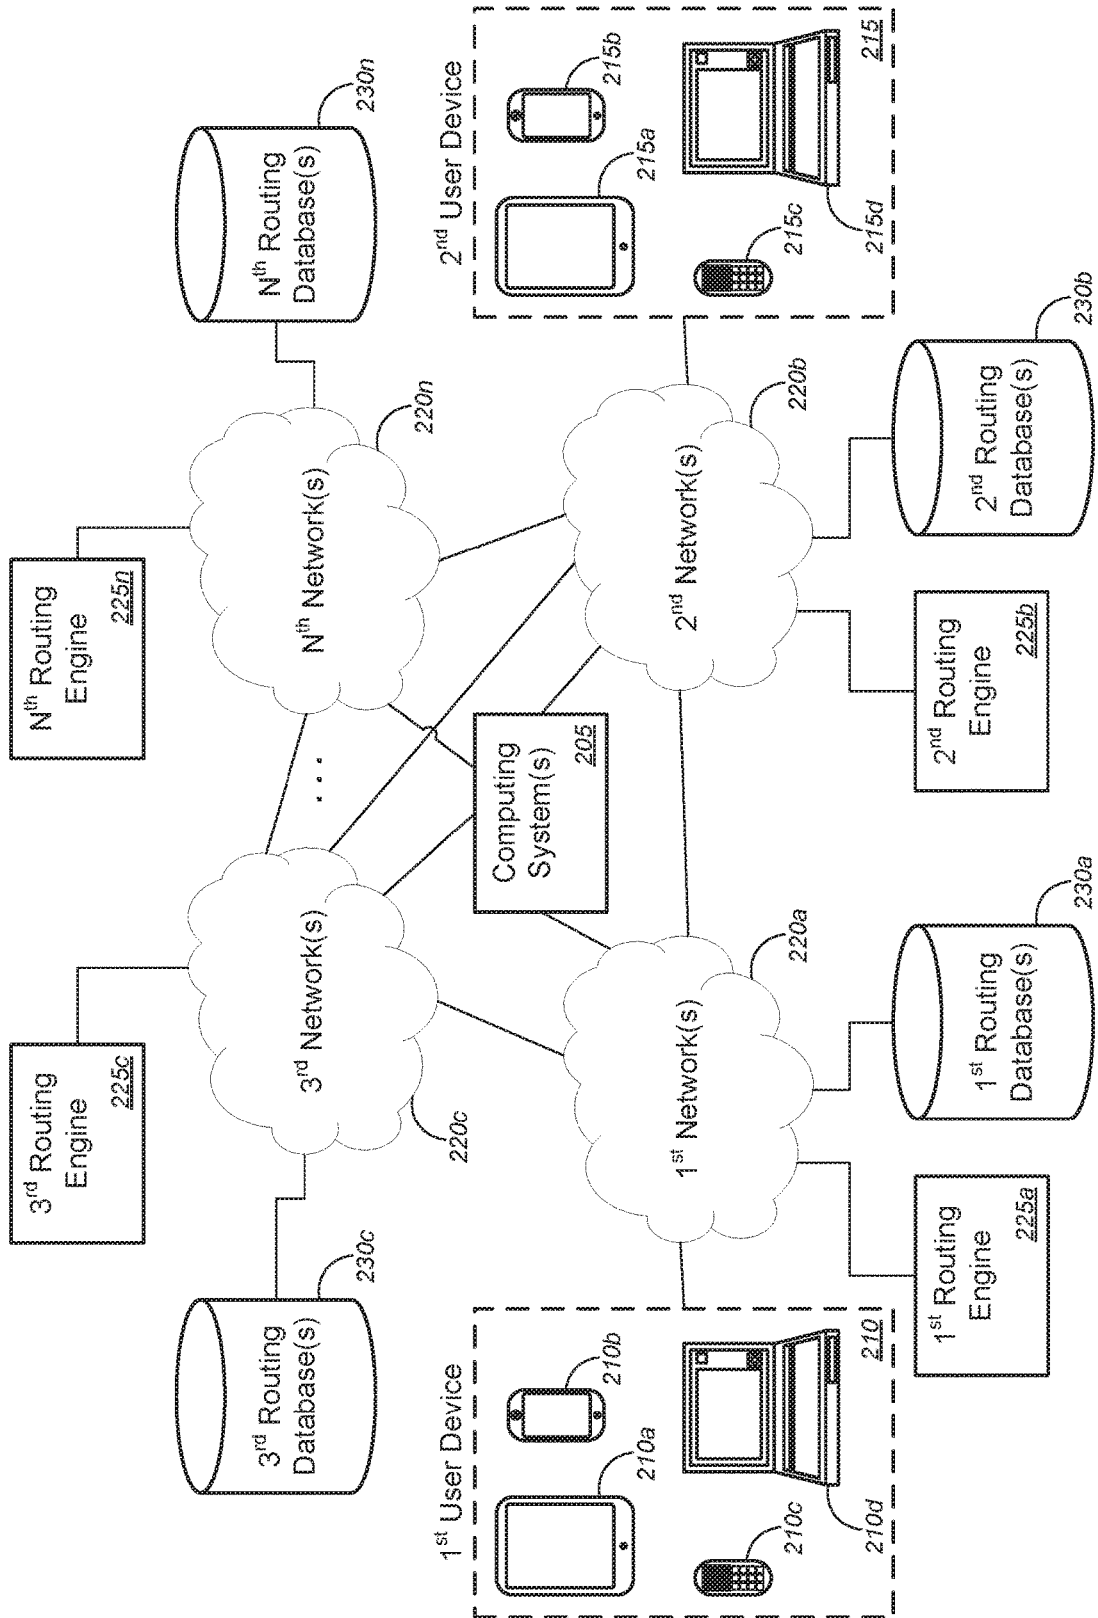 3rd Routing
Engine
225c
Nth Routing
Engine
225n
3rd Routing
Database(s)
230c
3rd Network(s)
220c
. . .
Nth Network(s)
220n
Nth Routing
Database(s)
230n
1st User Device
210a
210b
210c
210d
210
Computing
System(s)
205
2nd User Device
215a
215b
215c
215d
215
1st Network(s)
220a
2nd Network(s)
220b
1st Routing
Engine
225a
1st Routing
Database(s)
230a
2nd Routing
Engine
225b
2nd Routing
Database(s)
230b